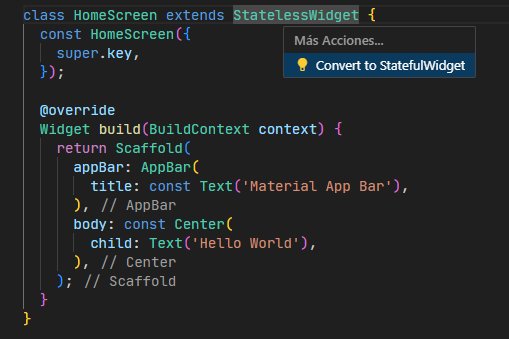 class HomeScreen extends StatelessWidget {
  const HomeScreen({
    super.key,
  });
Más Acciones...
Convert to StatefulWidget
  @override
  Widget build(BuildContext context) {
    return Scaffold(
      appBar: AppBar(
        title: const Text('Material App Bar'),
      ), // AppBar
      body: const Center(
        child: Text('Hello World'),
      ), // Center
    ); // Scaffold
  }
}